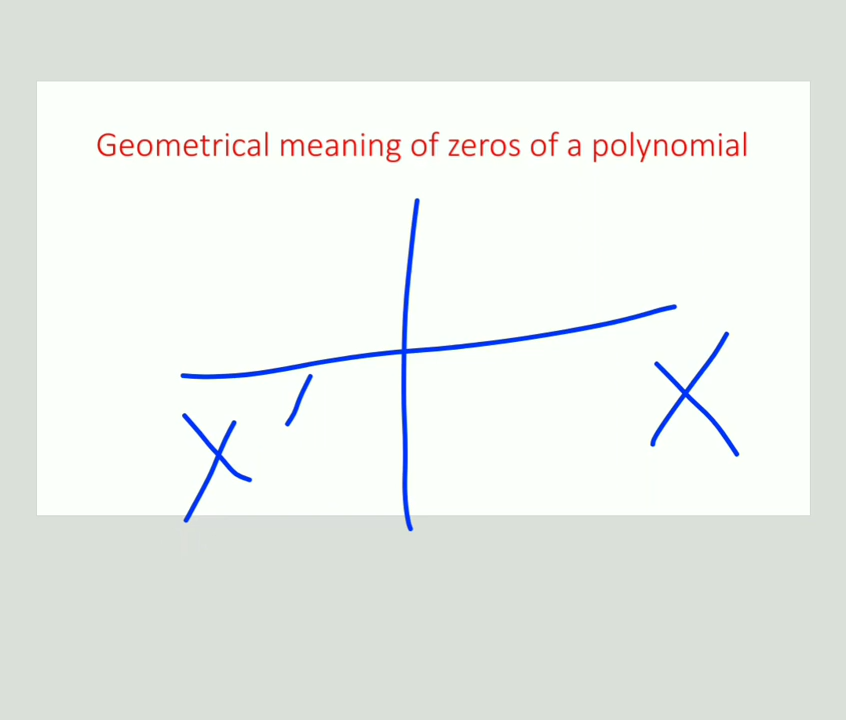 Geometrical meaning of zeros of a polynomial
X' X